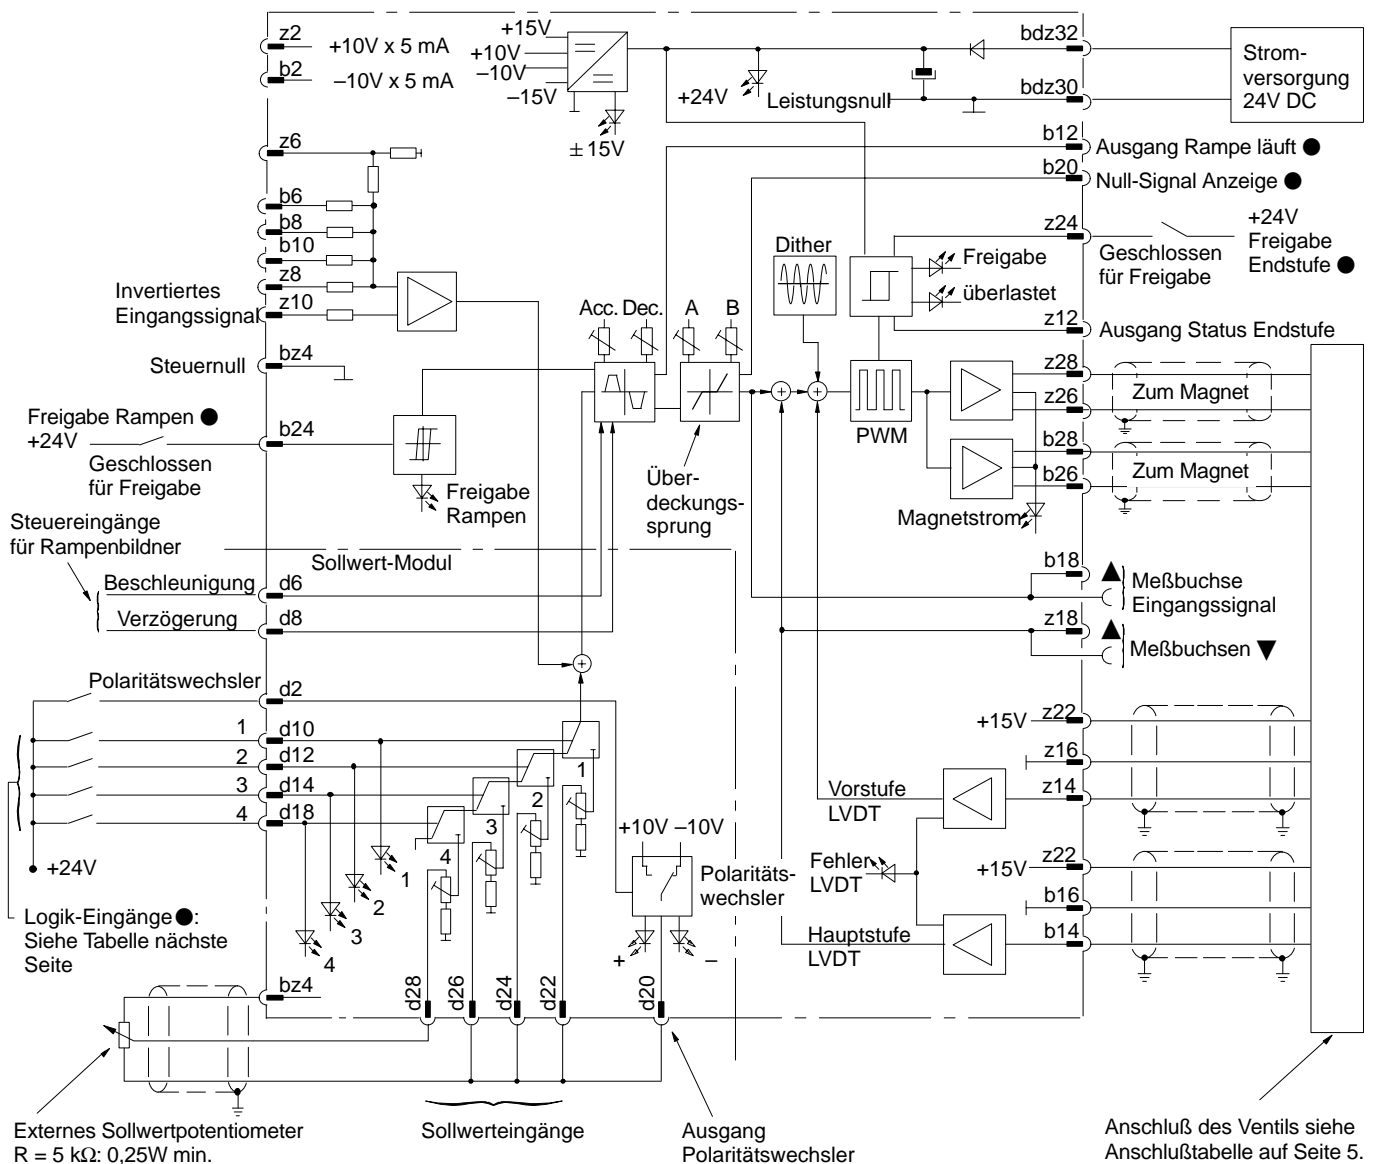 z2
+10V x 5 mA
b2
–10V x 5 mA
+15V
+10V
–10V
–15V
± 15V
+24V
Leistungsnull
bdz32
bdz30
Strom-
versorgung
24V DC
z6
b6
b8
b10
z8
z10
Invertiertes
Eingangssignal
bz4
Steuernull
b12
Ausgang Rampe läuft ●
b20
Null-Signal Anzeige ●
z24
Geschlossen
für Freigabe
+24V
Freigabe
Endstufe ●
Dither
Freigabe
überlastet
z12
Ausgang Status Endstufe
Acc.
Dec.
A
B
z28
Zum Magnet
z26
b28
Zum Magnet
b26
PWM
Magnetstrom
Freigabe Rampen ●
+24V
b24
Geschlossen
für Freigabe
Freigabe
Rampen
Über-
deckungs-
sprung
Steuereingänge
für Rampenbildner
Sollwert-Modul
Beschleunigung
d6
Verzögerung
d8
b18
▲
Meßbuchse
Eingangssignal
z18
▲
Meßbuchsen ▼
Polaritätswechsler
d2
1
d10
2
d12
3
d14
4
d18
+24V
Logik-Eingänge ●:
Siehe Tabelle nächste
Seite
1
2
3
4
1
2
3
4
+
+10V
–10V
Polaritäts-
wechsler
+
–
+
+
+15V
z22
z16
z14
Vorstufe
LVDT
Fehler
LVDT
+15V
z22
b16
b14
Hauptstufe
LVDT
bz4
d28
d26
d24
d22
d20
Externes Sollwertpotentiometer
R = 5 kΩ: 0,25W min.
Sollwerteingänge
Ausgang
Polaritätswechsler
Anschluß des Ventils siehe
Anschlußtabelle auf Seite 5.